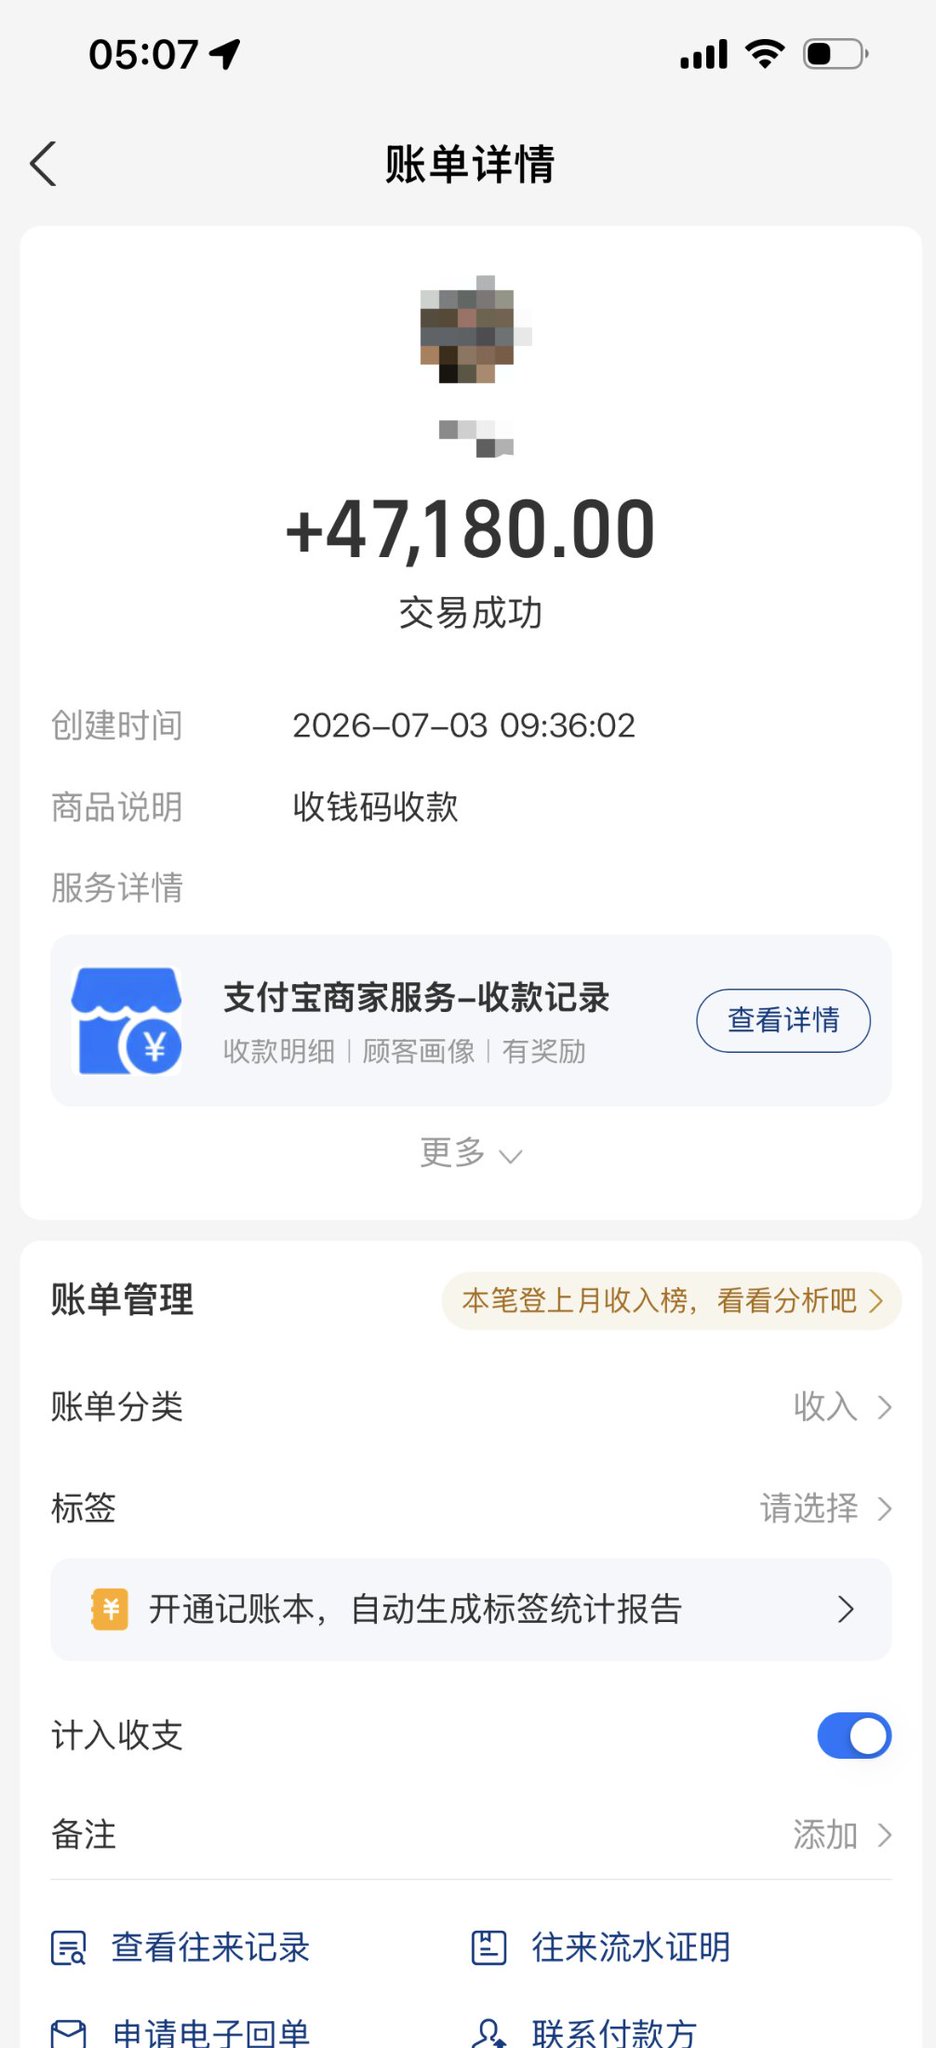 05:07
账单详情
+47,180.00
交易成功
创建时间 2026-07-03 09:36:02
商品说明 收钱码收款
服务详情
支付宝商家服务-收款记录
收款明细｜顾客画像｜有奖励
查看详情
更多
账单管理
本笔登上月收入榜，看看分析吧
账单分类 收入
标签 请选择
¥ 开通记账本，自动生成标签统计报告
计入收支
备注 添加
查看往来记录 往来流水证明
申请电子回单 联系付款方